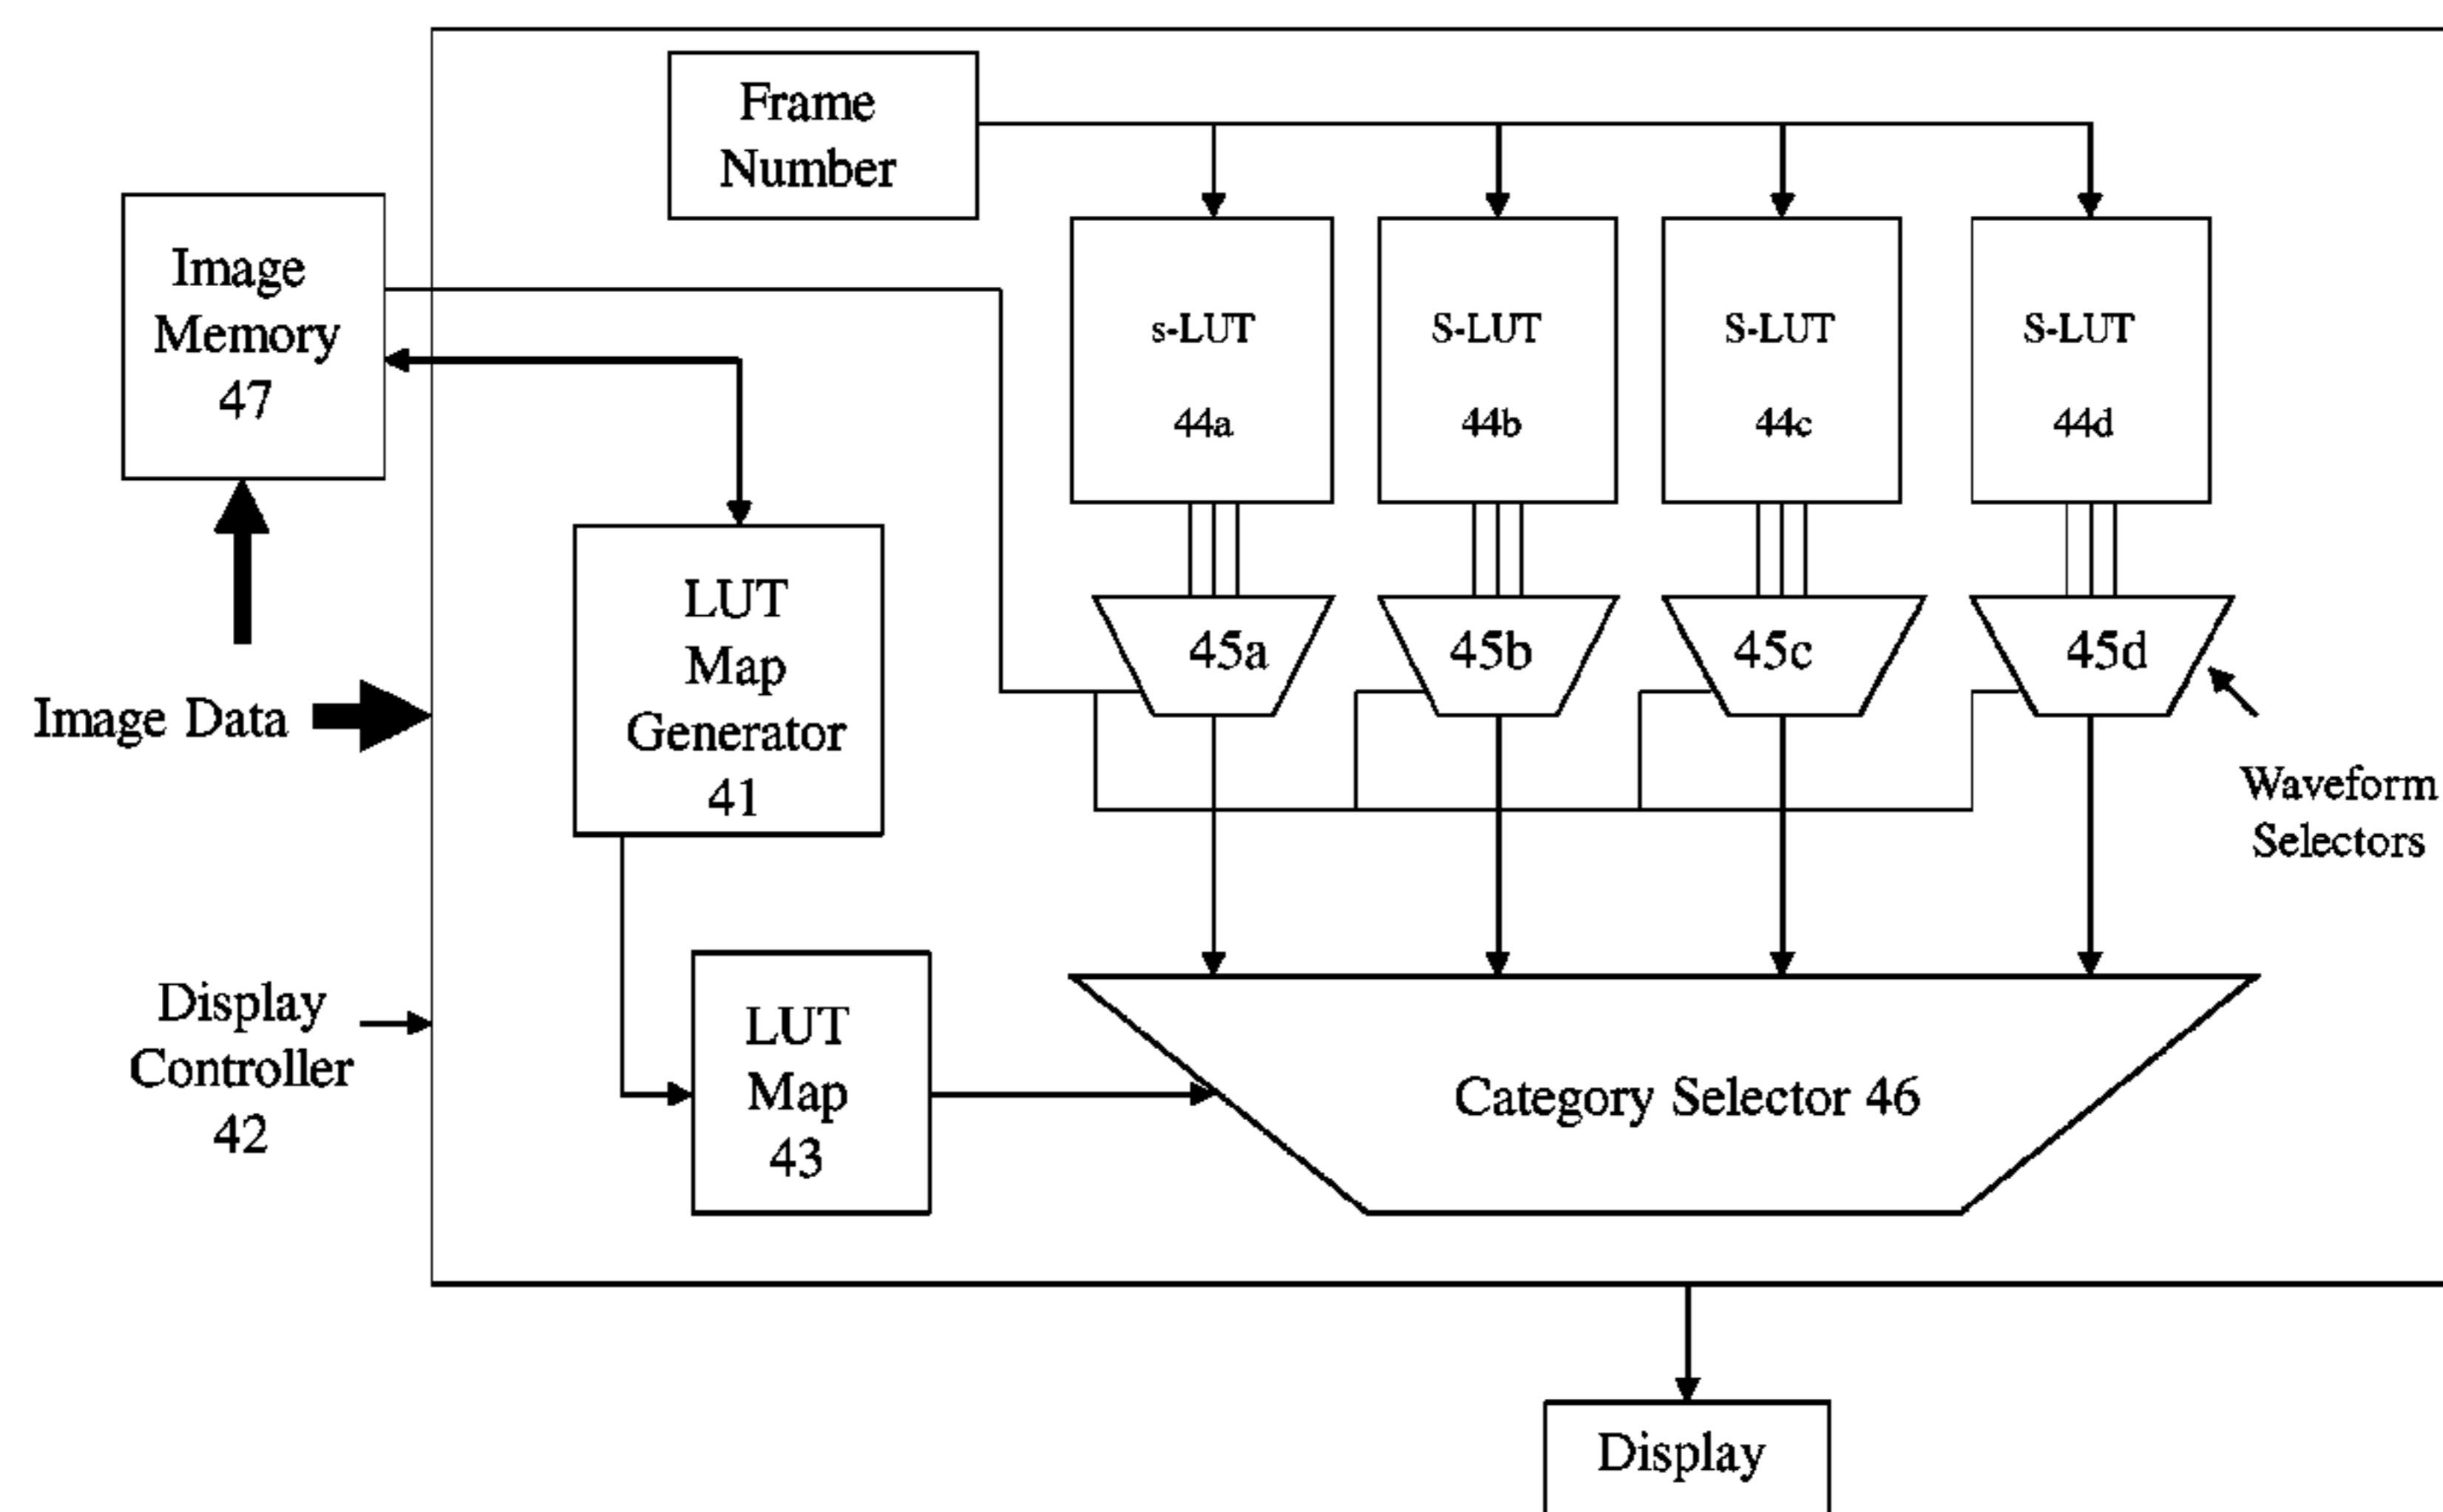 Frame
Number
Image
Memory
47
s-LUT
44a
S-LUT
44b
S-LUT
44c
S-LUT
44d
LUT
Map
Generator
41
45a
45b
45c
45d
Image Data
Waveform
Selectors
Display
Controller
42
LUT
Map
43
Category Selector 46
Display